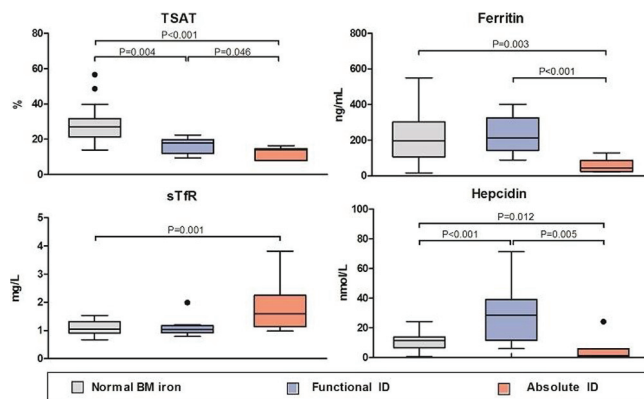 TSAT
P<0.001
P=0.004
P=0.046
80
60
40
20
0
%
Ferritin
P=0.003
P<0.001
800
600
400
200
0
ng/mL
sTfR
P=0.001
5
4
3
2
1
0
mg/L
Hepcidin
P=0.012
P<0.001
P=0.005
100
80
60
40
20
0
nmol/L
Normal BM iron
Functional ID
Absolute ID